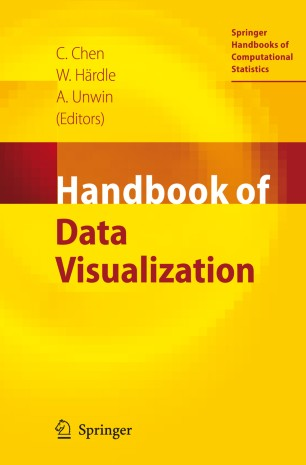 C. Chen
W. Härdle
A. Unwin
(Editors)
Springer
Handbooks of
Computational
Statistics
Handbook of
Data
Visualization
Springer